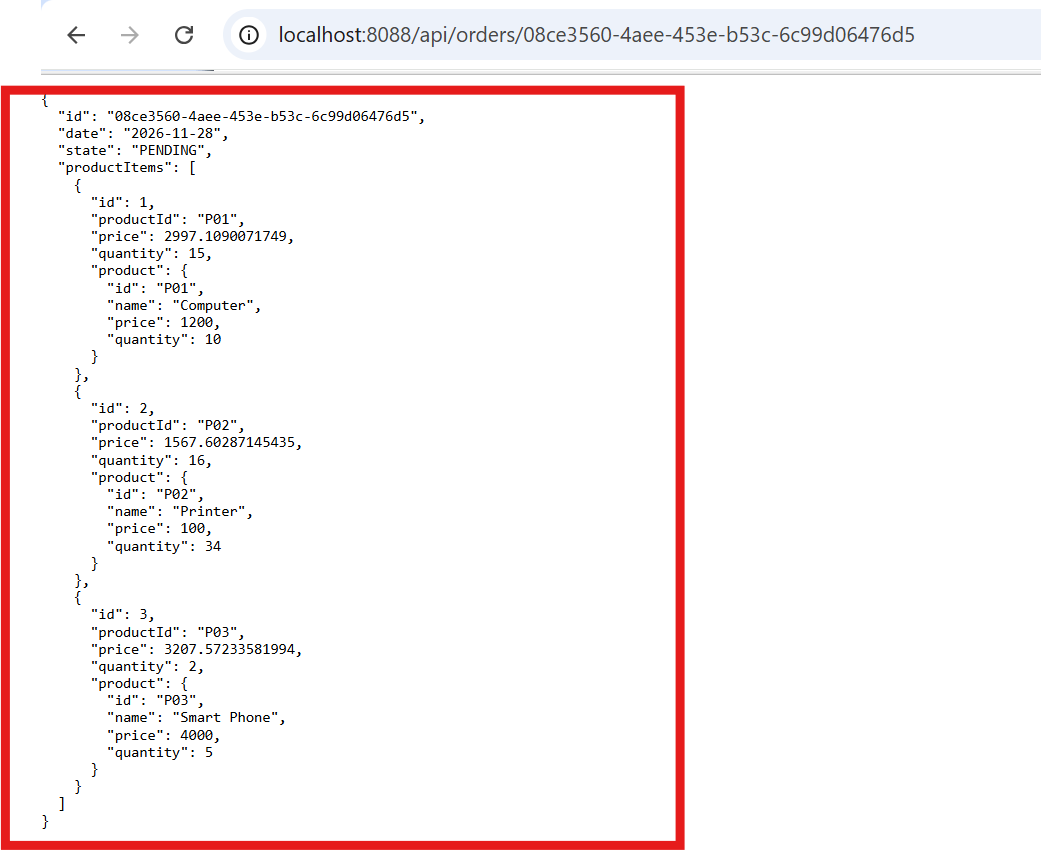 localhost:8088/api/orders/08ce3560-4aee-453e-b53c-6c99d06476d5
{
  "id": "08ce3560-4aee-453e-b53c-6c99d06476d5",
  "date": "2026-11-28",
  "state": "PENDING",
  "productItems": [
    {
      "id": 1,
      "productId": "P01",
      "price": 2997.1090071749,
      "quantity": 15,
      "product": {
        "id": "P01",
        "name": "Computer",
        "price": 1200,
        "quantity": 10
      }
    },
    {
      "id": 2,
      "productId": "P02",
      "price": 1567.60287145435,
      "quantity": 16,
      "product": {
        "id": "P02",
        "name": "Printer",
        "price": 100,
        "quantity": 34
      }
    },
    {
      "id": 3,
      "productId": "P03",
      "price": 3207.57233581994,
      "quantity": 2,
      "product": {
        "id": "P03",
        "name": "Smart Phone",
        "price": 4000,
        "quantity": 5
      }
    }
  ]
}